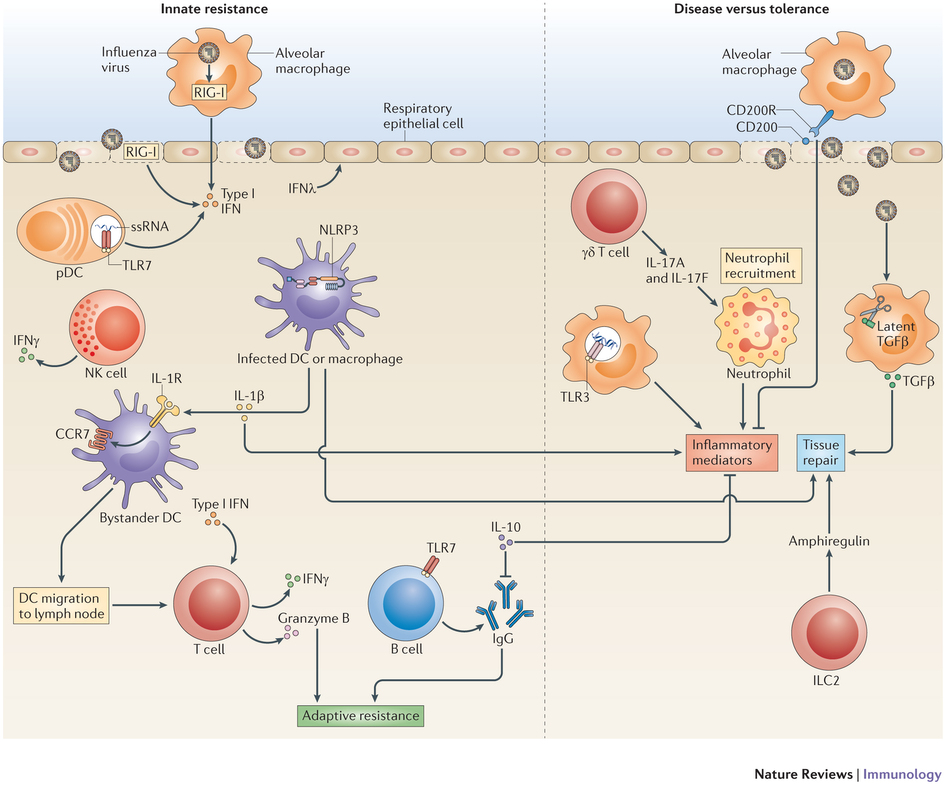 Innate resistance
Disease versus tolerance
Influenza
virus
Alveolar
macrophage
RIG-I
Respiratory
epithelial cell
Alveolar
macrophage
CD200R
CD200
RIG-I
Type I
IFN
IFNλ
ssRNA
TLR7
pDC
NLRP3
Infected DC or macrophage
γδ T cell
IL-17A
and IL-17F
Neutrophil
recruitment
Neutrophil
Latent
TGFβ
TGFβ
TLR3
IFNγ
NK cell
IL-1R
IL-1β
CCR7
Bystander DC
Inflammatory
mediators
Tissue
repair
Type I IFN
DC migration
to lymph node
T cell
IFNγ
Granzyme B
TLR7
B cell
IL-10
IgG
Amphiregulin
ILC2
Adaptive resistance
Nature Reviews | Immunology